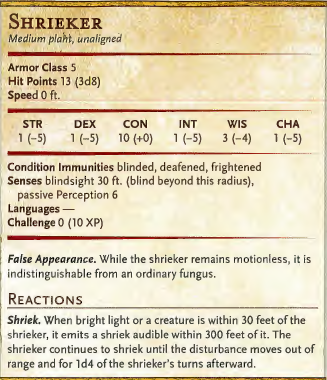 SHRIEKER
Medium plant, unaligned
Armor Class 5
Hit Points 13 (3d8)
Speed 0 ft.
STR DEX CON INT WIS CHA
1 (–5) 1 (–5) 10 (+0) 1 (–5) 3 (–4) 1 (–5)
Condition Immunities blinded, deafened, frightened
Senses blindsight 30 ft. (blind beyond this radius),
passive Perception 6
Languages —
Challenge 0 (10 XP)
False Appearance. While the shrieker remains motionless, it is
indistinguishable from an ordinary fungus.
REACTIONS
Shriek. When bright light or a creature is within 30 feet of the
shrieker, it emits a shriek audible within 300 feet of it. The
shrieker continues to shriek until the disturbance moves out of
range and for 1d4 of the shrieker's turns afterward.